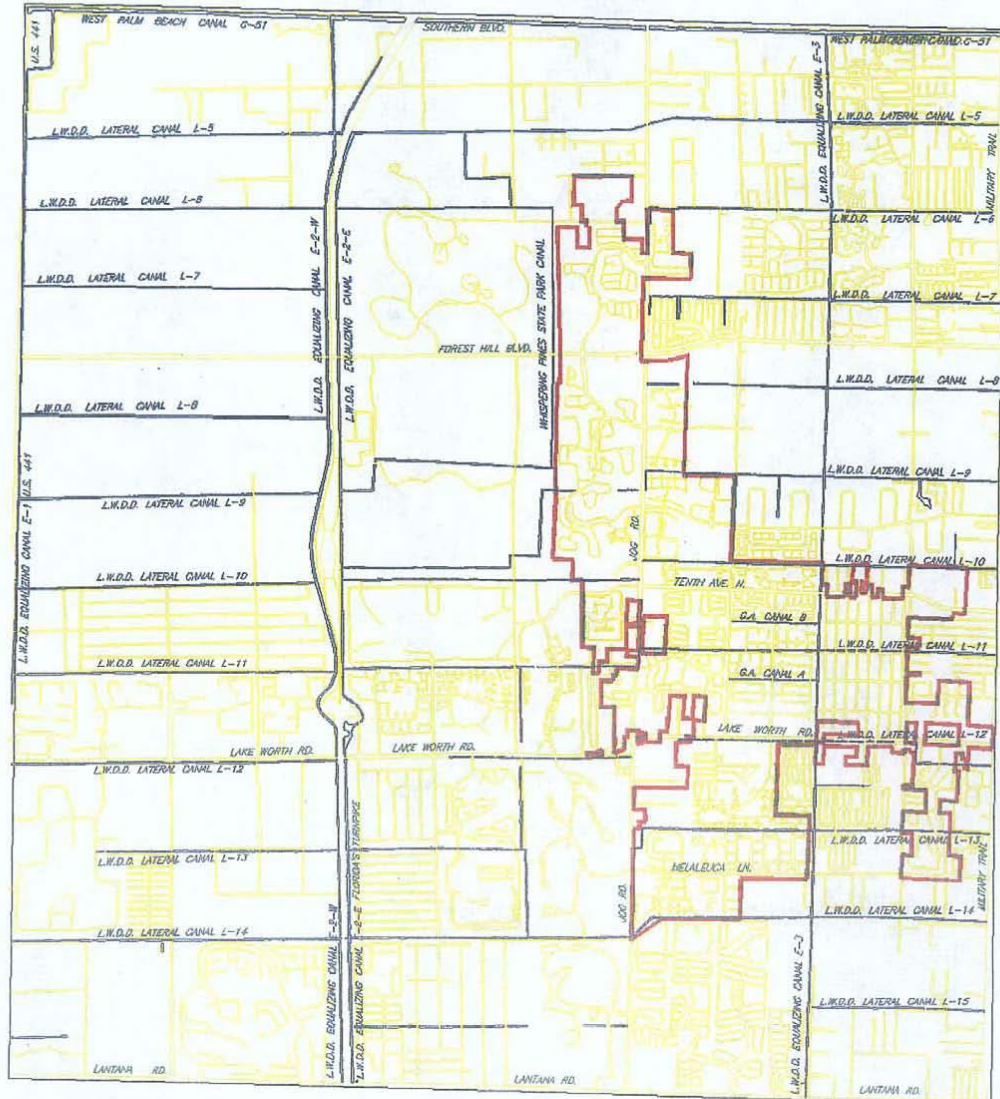 WEST PALM BEACH CANAL C-51
SOUTHERN BLVD.
WEST PALM BEACH CANAL C-51
U.S. 441
L.W.D.D. EQUALIZING CANAL E-3
L.W.D.D. LATERAL CANAL L-5
L.W.D.D. LATERAL CANAL L-5
MILITARY TRAIL
L.W.D.D. LATERAL CANAL L-6
L.W.D.D. LATERAL CANAL L-6
L.W.D.D. EQUALIZING CANAL E-2-W
L.W.D.D. EQUALIZING CANAL E-2-E
WHISPERING PINES STATE PARK CANAL
L.W.D.D. LATERAL CANAL L-7
L.W.D.D. LATERAL CANAL L-7
FOREST HILL BLVD.
L.W.D.D. LATERAL CANAL L-8
L.W.D.D. LATERAL CANAL L-8
L.W.D.D. EQUALIZING CANAL E-1
U.S. 441
L.W.D.D. LATERAL CANAL L-9
L.W.D.D. LATERAL CANAL L-9
JOG RD.
L.W.D.D. LATERAL CANAL L-10
L.W.D.D. LATERAL CANAL L-10
TENTH AVE. N.
G.A. CANAL B
L.W.D.D. LATERAL CANAL L-11
L.W.D.D. LATERAL CANAL L-11
G.A. CANAL A
LAKE WORTH RD.
LAKE WORTH RD.
LAKE WORTH RD.
L.W.D.D. LATERAL CANAL L-12
L.W.D.D. LATERAL CANAL L-12
L.W.D.D. LATERAL CANAL L-13
L.W.D.D. LATERAL CANAL L-13
MELALEUCA LN.
MILITARY TRAIL
JOG RD.
L.W.D.D. LATERAL CANAL L-14
L.W.D.D. LATERAL CANAL L-14
L.W.D.D. EQUALIZING CANAL E-2-W
L.W.D.D. EQUALIZING CANAL E-2-E FLORIDA'S TURNPIKE
L.W.D.D. EQUALIZING CANAL E-3
L.W.D.D. LATERAL CANAL L-15
LANTANA RD.
LANTANA RD.
LANTANA RD.